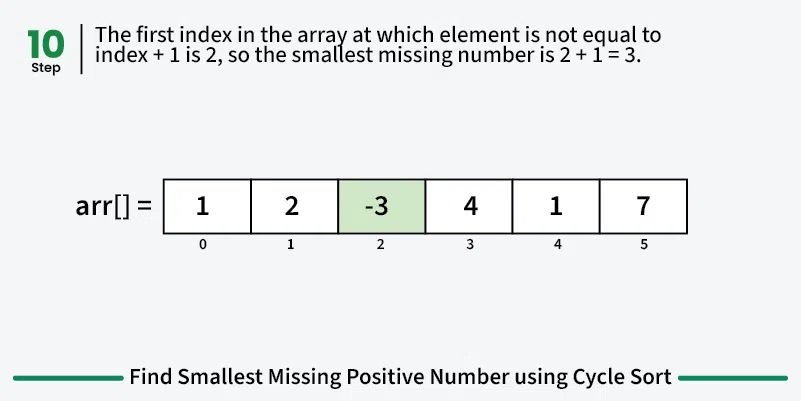 10
Step
The first index in the array at which element is not equal to
index + 1 is 2, so the smallest missing number is 2 + 1 = 3.
arr[] = 1 2 -3 4 1 7
0 1 2 3 4 5
Find Smallest Missing Positive Number using Cycle Sort